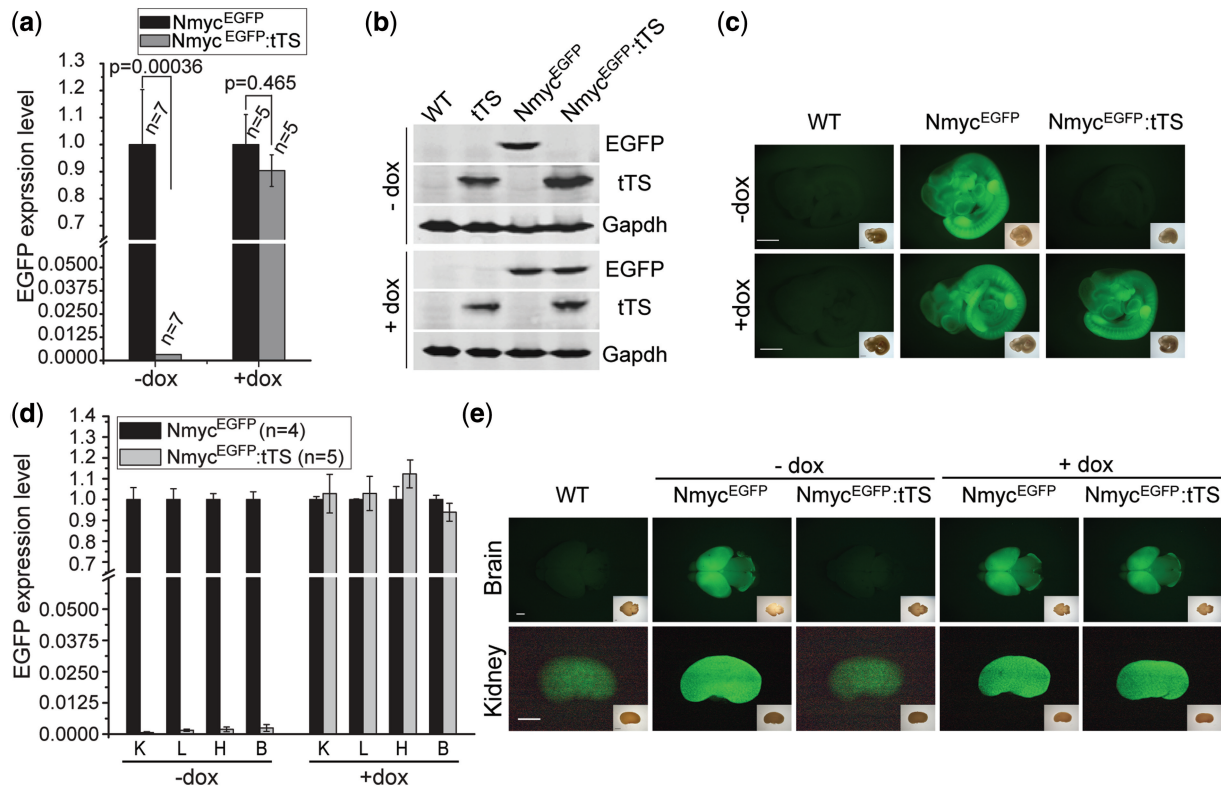 (a)
Nmyc^EGFP
Nmyc^EGFP:tTS
EGFP exprssion level
1.3
1.2
1.1
1.0
0.9
0.8
0.7
0.0500
0.0375
0.0250
0.0125
0.0000
p=0.00036
p=0.465
n=7
n=7
n=5
n=5
-dox
+dox
(b)
WT
tTS
Nmyc^EGFP
Nmyc^EGFP:tTS
- dox
EGFP
tTS
Gapdh
+ dox
EGFP
tTS
Gapdh
(c)
WT
Nmyc^EGFP
Nmyc^EGFP:tTS
-dox
+dox
(d)
Nmyc^EGFP (n=4)
Nmyc^EGFP:tTS (n=5)
EGFP expression level
1.4
1.3
1.2
1.1
1.0
0.9
0.8
0.7
0.0500
0.0375
0.0250
0.0125
0.0000
K L H B K L H B
-dox
+dox
(e)
- dox
+ dox
WT
Nmyc^EGFP
Nmyc^EGFP:tTS
Nmyc^EGFP
Nmyc^EGFP:tTS
Brain
Kidney